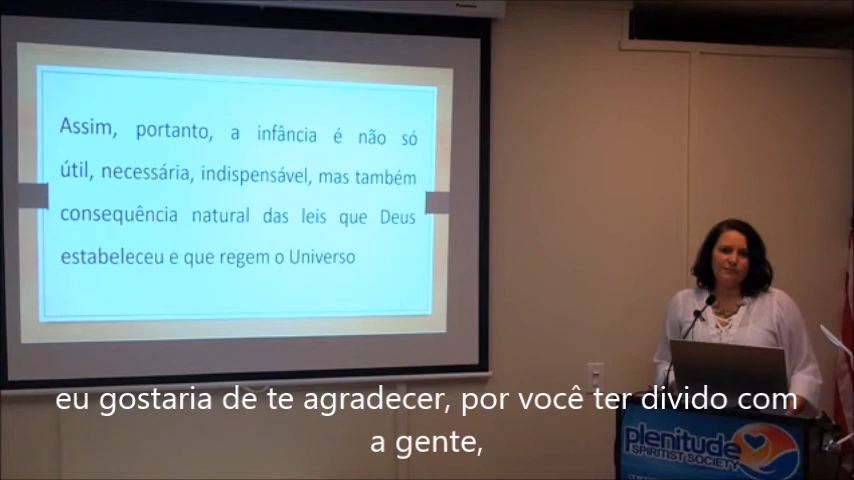 Assim, portanto, a infância é não só
útil, necessária, indispensável, mas também
consequência natural das leis que Deus
estabeleceu e que regem o Universo
eu gostaria de te agradecer, por você ter divido com
a gente,
plenitude
SPIRITIST SOCIETY